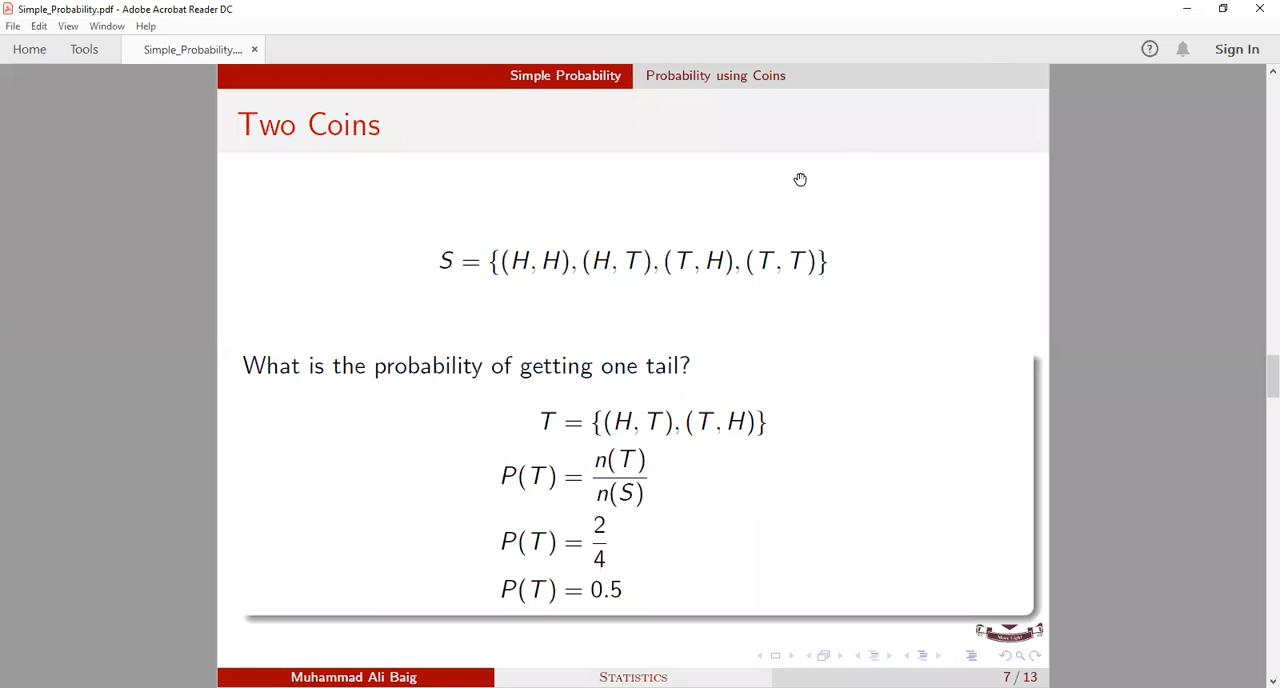 Simple_Probability.pdf - Adobe Acrobat Reader DC
File Edit View Window Help
Home Tools Simple_Probability.... × ? Sign In
Simple Probability Probability using Coins
Two Coins
S = {(H, H), (H, T), (T, H), (T, T)}
What is the probability of getting one tail?
T = {(H, T), (T, H)}
P(T) = n(T)/n(S)
P(T) = 2/4
P(T) = 0.5
Muhammad Ali Baig STATISTICS 7 / 13